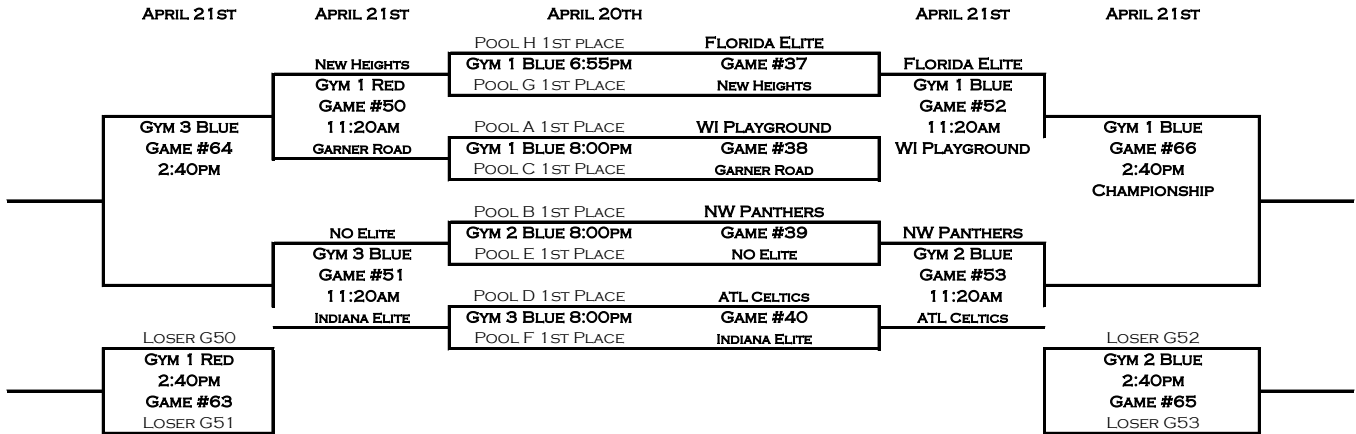 April 21st
April 21st
April 20th
April 21st
April 21st
Pool H 1st place
Florida Elite
New Heights
Gym 1 Blue 6:55pm
Game #37
Florida Elite
Gym 1 Red
Pool G 1st Place
New Heights
Gym 1 Blue
Game #50
Game #52
Gym 3 Blue
11:20am
Pool A 1st Place
WI Playground
11:20am
Gym 1 Blue
Game #64
Garner Road
Gym 1 Blue 8:00pm
Game #38
WI Playground
Game #66
2:40pm
Pool C 1st Place
Garner Road
2:40pm
Championship
Pool B 1st Place
NW Panthers
NO Elite
Gym 2 Blue 8:00pm
Game #39
NW Panthers
Gym 3 Blue
Pool E 1st Place
NO Elite
Gym 2 Blue
Game #51
Game #53
11:20am
Pool D 1st Place
ATL Celtics
11:20am
Indiana Elite
Gym 3 Blue 8:00pm
Game #40
ATL Celtics
Loser G50
Pool F 1st Place
Indiana Elite
Loser G52
Gym 1 Red
Gym 2 Blue
2:40pm
2:40pm
Game #63
Game #65
Loser G51
Loser G53